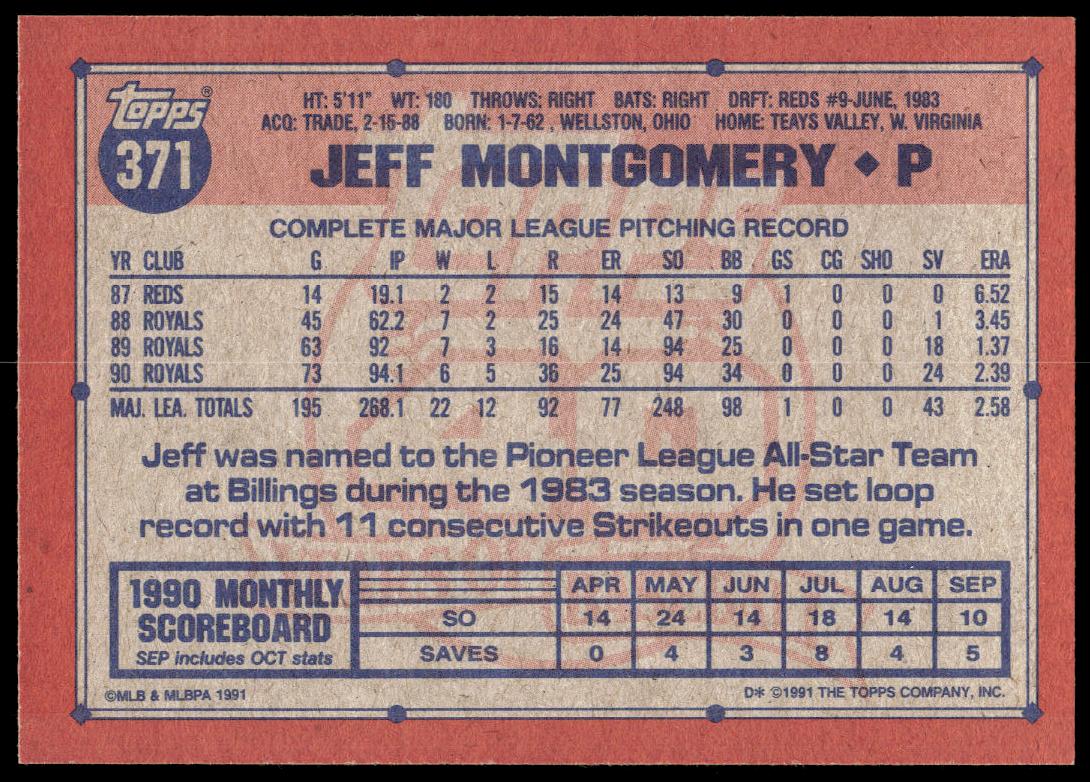 topps®
371
HT: 5'11" WT: 180 THROWS: RIGHT BATS: RIGHT DRFT: REDS #9-JUNE, 1983
ACQ: TRADE, 2-15-88 BORN: 1-7-62 , WELLSTON, OHIO HOME: TEAYS VALLEY, W. VIRGINIA
JEFF MONTGOMERY ◆ P
COMPLETE MAJOR LEAGUE PITCHING RECORD
YR CLUB G IP W L R ER SO BB GS CG SHO SV ERA
87 REDS 14 19.1 2 2 15 14 13 9 1 0 0 0 6.52
88 ROYALS 45 62.2 7 2 25 24 47 30 0 0 0 1 3.45
89 ROYALS 63 92 7 3 16 14 94 25 0 0 0 18 1.37
90 ROYALS 73 94.1 6 5 36 25 94 34 0 0 0 24 2.39
MAJ. LEA. TOTALS 195 268.1 22 12 92 77 248 98 1 0 0 43 2.58
Jeff was named to the Pioneer League All-Star Team
at Billings during the 1983 season. He set loop
record with 11 consecutive Strikeouts in one game.
1990 MONTHLY
SCOREBOARD
SEP includes OCT stats
APR MAY JUN JUL AUG SEP
SO 14 24 14 18 14 10
SAVES 0 4 3 8 4 5
©MLB & MLBPA 1991
D* ©1991 THE TOPPS COMPANY, INC.